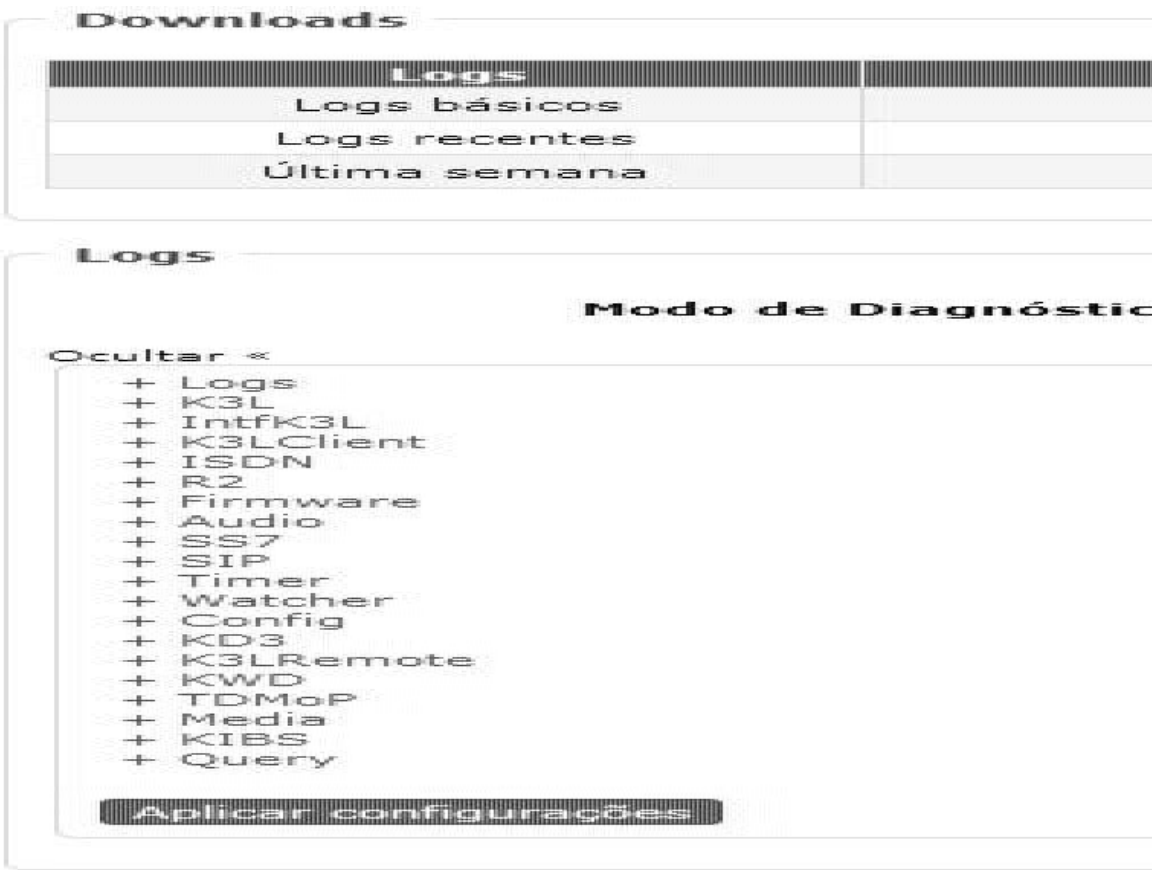 Downloads
Logs
Logs básicos
Logs recentes
Última semana
Logs
Modo de Diagnóstic
Ocultar «
+ Logs
+ K3L
+ IntfK3L
+ K3LClient
+ ISDN
+ R2
+ Firmware
+ Audio
+ SS7
+ SIP
+ Timer
+ Watcher
+ Config
+ KD3
+ K3LRemote
+ KWD
+ TDMoP
+ Media
+ KIBS
+ Query
Aplicar configurações